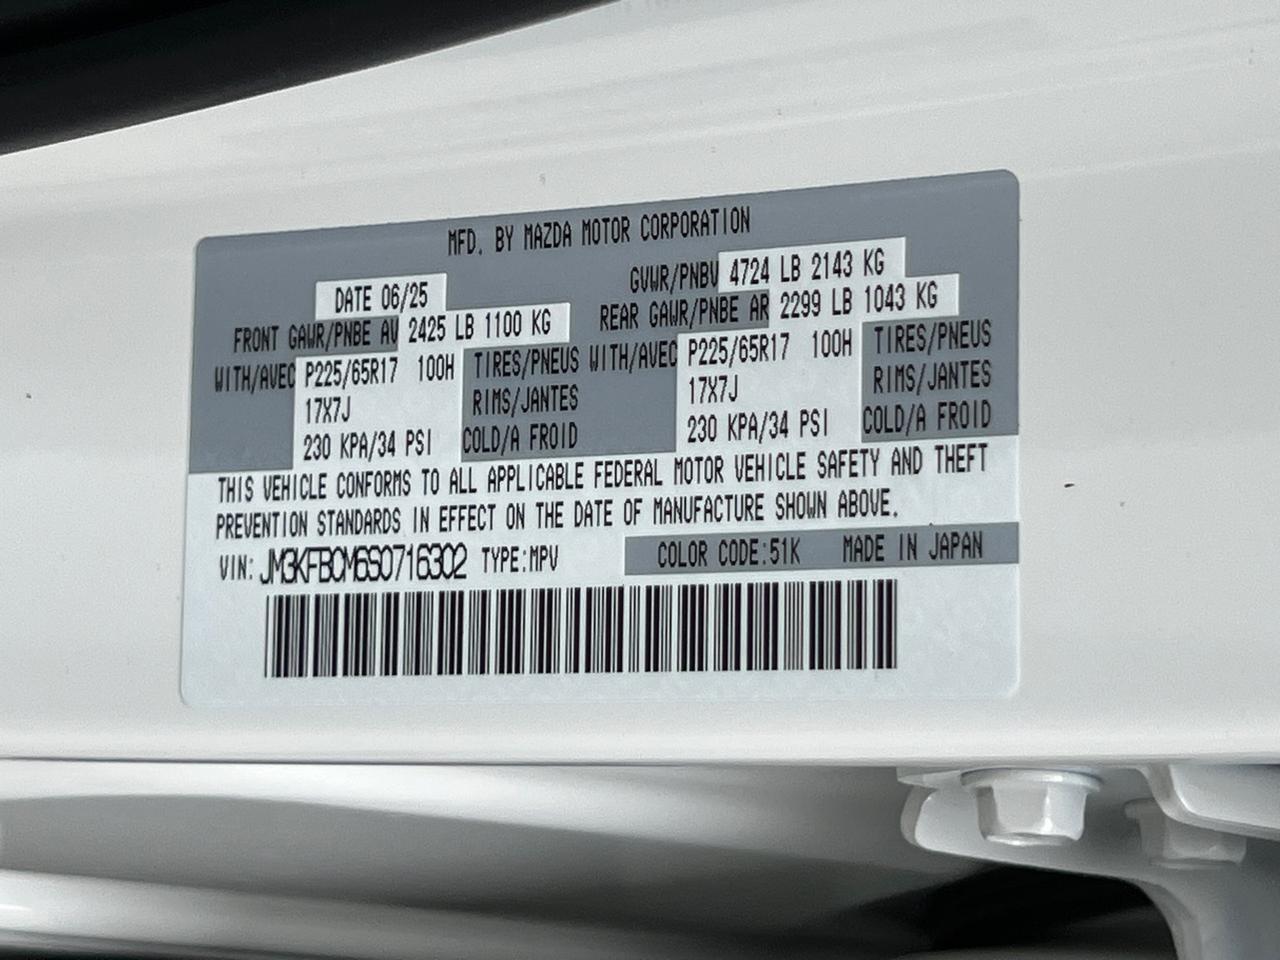 MFD. BY MAZDA MOTOR CORPORATION
DATE 06/25 GVWR/PNBV 4724 LB 2143 KG
FRONT GAWR/PNBE AV 2425 LB 1100 KG REAR GAWR/PNBE AR 2299 LB 1043 KG
WITH/AVEC P225/65R17 100H TIRES/PNEUS WITH/AVEC P225/65R17 100H TIRES/PNEUS
17X7J RIMS/JANTES 17X7J RIMS/JANTES
230 KPA/34 PSI COLD/A FROID 230 KPA/34 PSI COLD/A FROID
THIS VEHICLE CONFORMS TO ALL APPLICABLE FEDERAL MOTOR VEHICLE SAFETY AND THEFT
PREVENTION STANDARDS IN EFFECT ON THE DATE OF MANUFACTURE SHOWN ABOVE.
VIN: JM3KFBCM6S0716302 TYPE:MPV COLOR CODE:51K MADE IN JAPAN